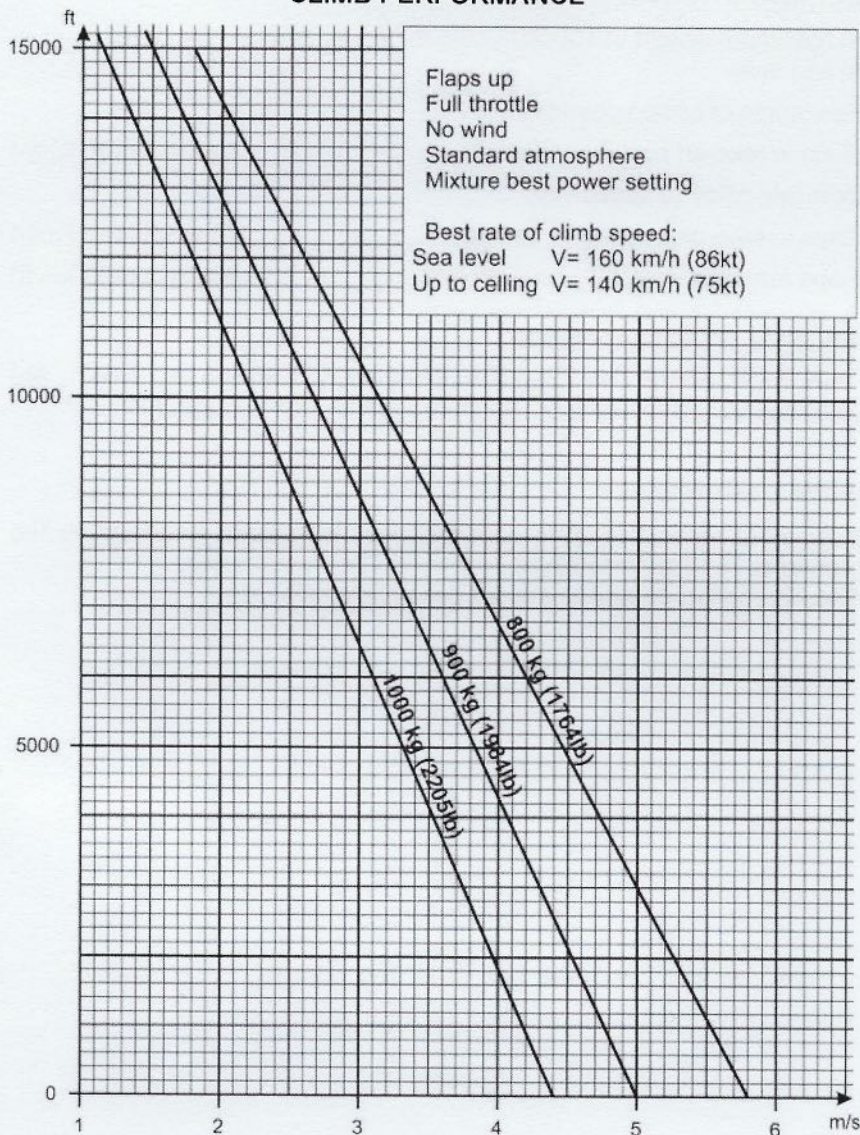 CLIMB PERFORMANCE
ft
15000
Flaps up
Full throttle
No wind
Standard atmosphere
Mixture best power setting
Best rate of climb speed:
Sea level V= 160 km/h (86kt)
Up to celling V= 140 km/h (75kt)
10000
800 kg (1764lb)
900 kg (1984lb)
1000 kg (2205lb)
5000
0
1 2 3 4 5 6 m/s